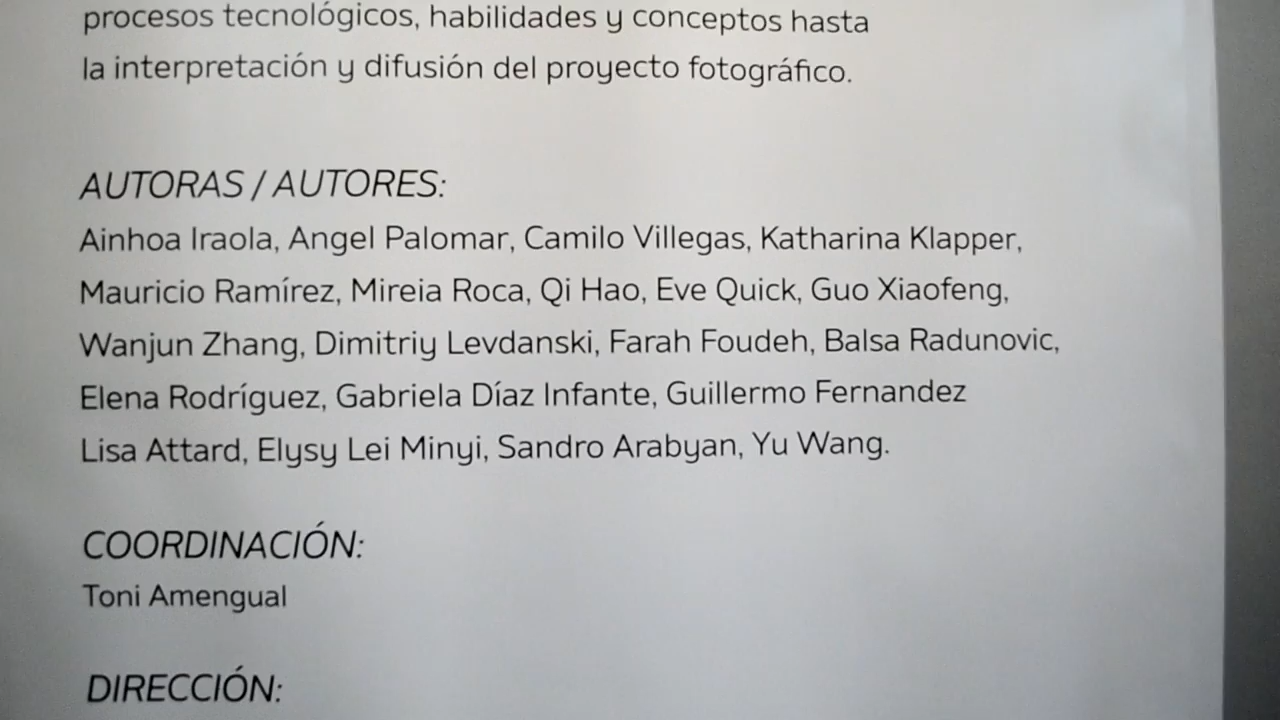 procesos tecnológicos, habilidades y conceptos hasta
la interpretación y difusión del proyecto fotográfico.
AUTORAS / AUTORES:
Ainhoa Iraola, Angel Palomar, Camilo Villegas, Katharina Klapper,
Mauricio Ramírez, Mireia Roca, Qi Hao, Eve Quick, Guo Xiaofeng,
Wanjun Zhang, Dimitriy Levdanski, Farah Foudeh, Balsa Radunovic,
Elena Rodríguez, Gabriela Díaz Infante, Guillermo Fernandez
Lisa Attard, Elysy Lei Minyi, Sandro Arabyan, Yu Wang.
COORDINACIÓN:
Toni Amengual
DIRECCIÓN: